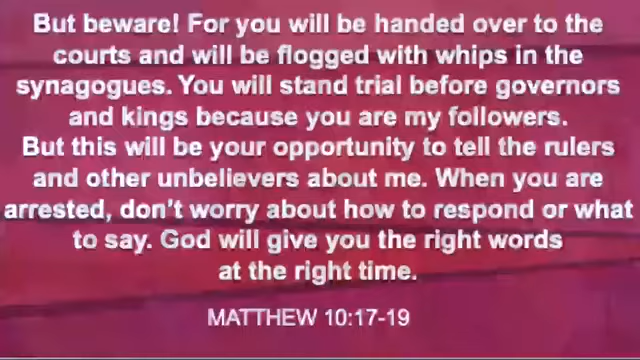 But beware! For you will be handed over to the
courts and will be flogged with whips in the
synagogues. You will stand trial before governors
and kings because you are my followers.
But this will be your opportunity to tell the rulers
and other unbelievers about me. When you are
arrested, don't worry about how to respond or what
to say. God will give you the right words
at the right time.
MATTHEW 10:17-19